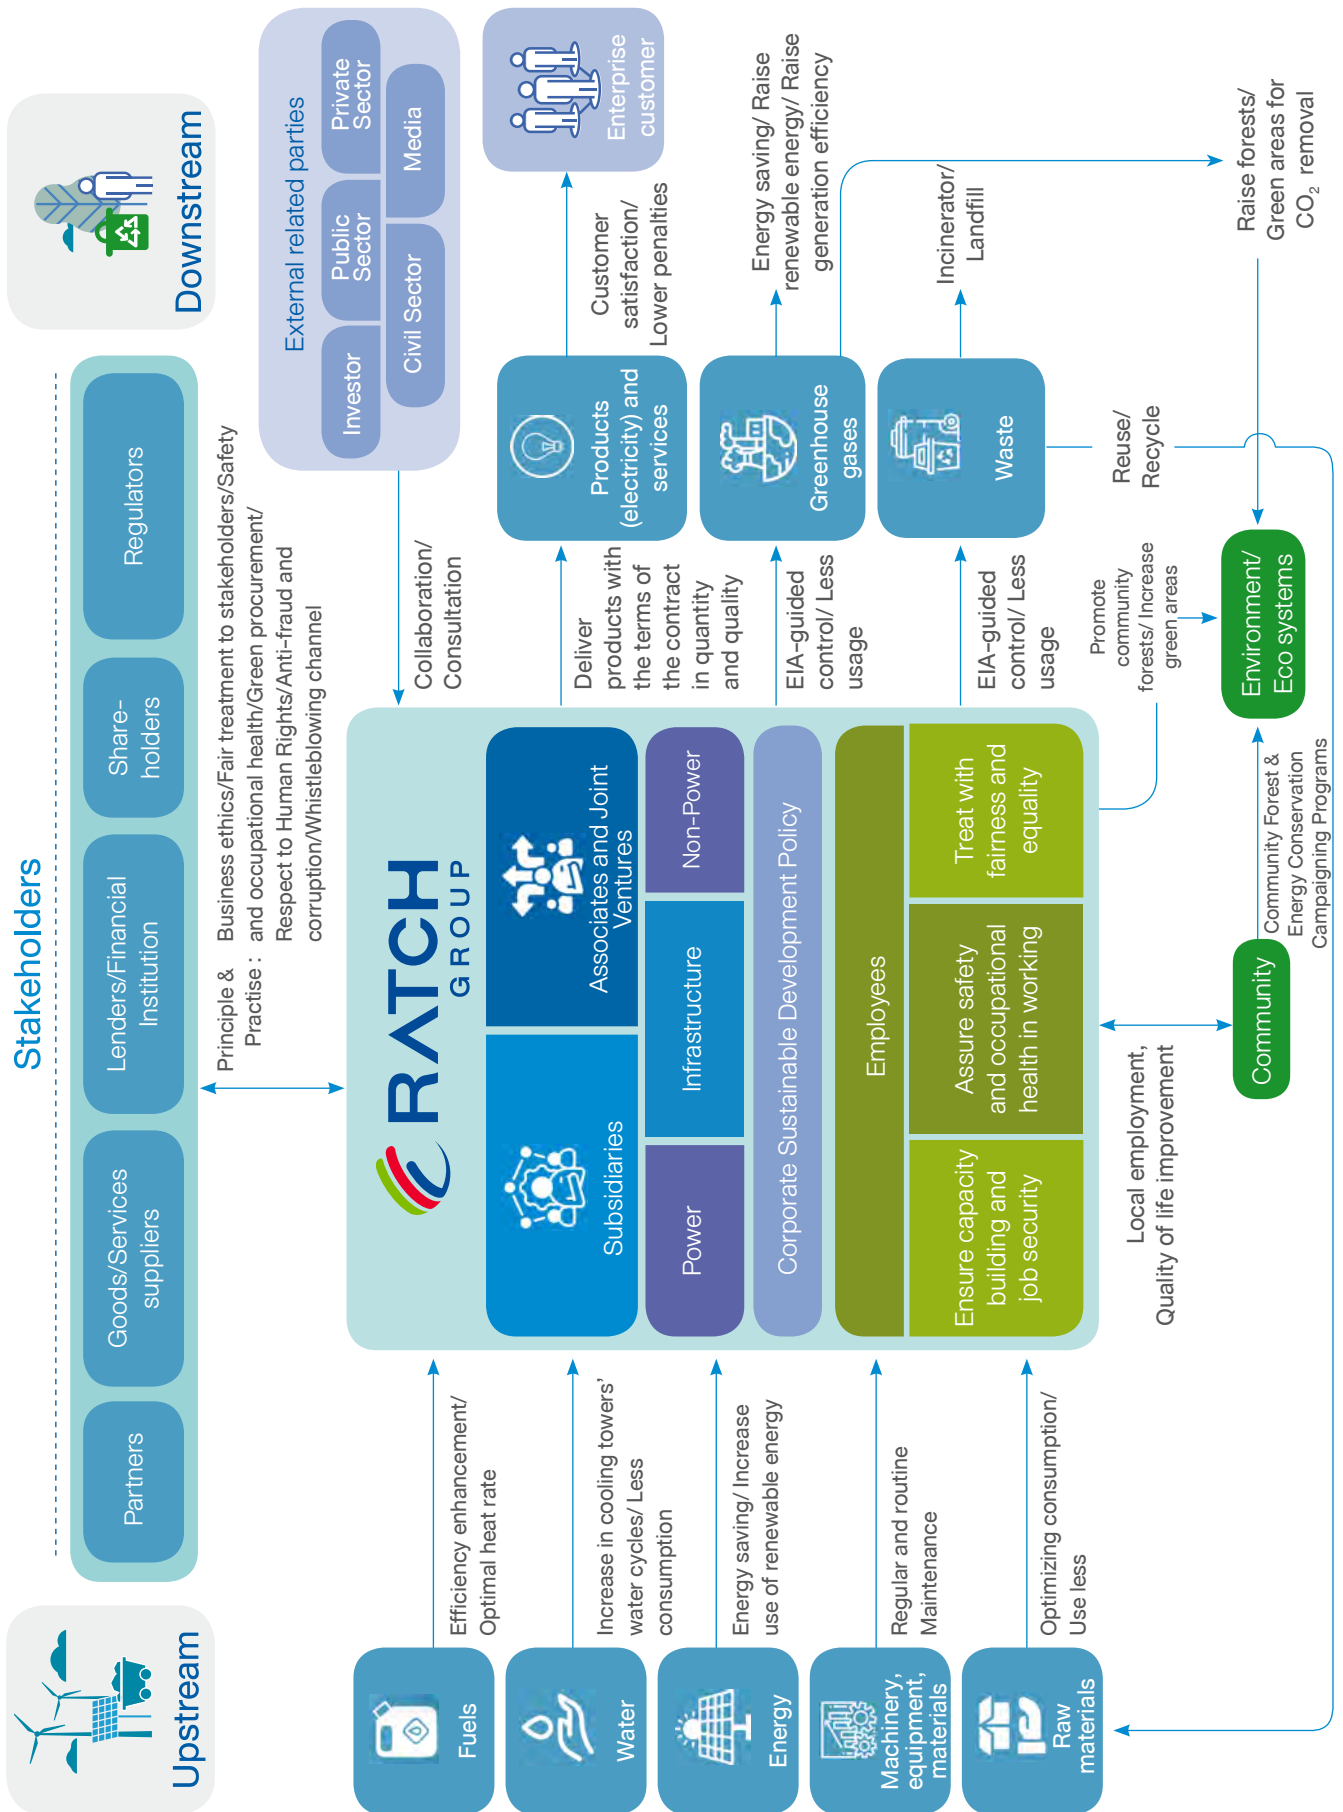 Upstream
Stakeholders
Downstream
Partners
Goods/Services
suppliers
Lenders/Financial
Institution
Share-
holders
Regulators
Principle &
Practise :
Business ethics/Fair treatment to stakeholders/Safety
and occupational health/Green procurement/
Respect to Human Rights/Anti-fraud and
corruption/Whistleblowing channel
External related parties
Investor
Public
Sector
Private
Sector
Civil Sector
Media
Collaboration/
Consultation
Fuels
Efficiency enhancement/
Optimal heat rate
Water
Increase in cooling towers'
water cycles/ Less
consumption
Energy
Energy saving/ Increase
use of renewable energy
Machinery,
equipment,
materials
Regular and routine
Maintenance
Raw
materials
Optimizing consumption/
Use less
RATCH
GROUP
Subsidiaries
Associates and Joint
Ventures
Power
Infrastructure
Non-Power
Corporate Sustainable Development Policy
Employees
Ensure capacity
building and
job security
Assure safety
and occupational
health in working
Treat with
fairness and
equality
Deliver
products with
the terms of
the contract
in quantity
and quality
Products
(electricity) and
services
Customer
satisfaction/
Lower penalties
Enterprise
customer
EIA-guided
control/ Less
usage
Greenhouse
gases
Energy saving/ Raise
renewable energy/ Raise
generation efficiency
EIA-guided
control/ Less
usage
Waste
Incinerator/
Landfill
Reuse/
Recycle
Raise forests/
Green areas for
CO₂ removal
Promote
community
forests/ Increase
green areas
Environment/
Eco systems
Local employment,
Quality of life improvement
Community
Community Forest &
Energy Conservation
Campaigning Programs